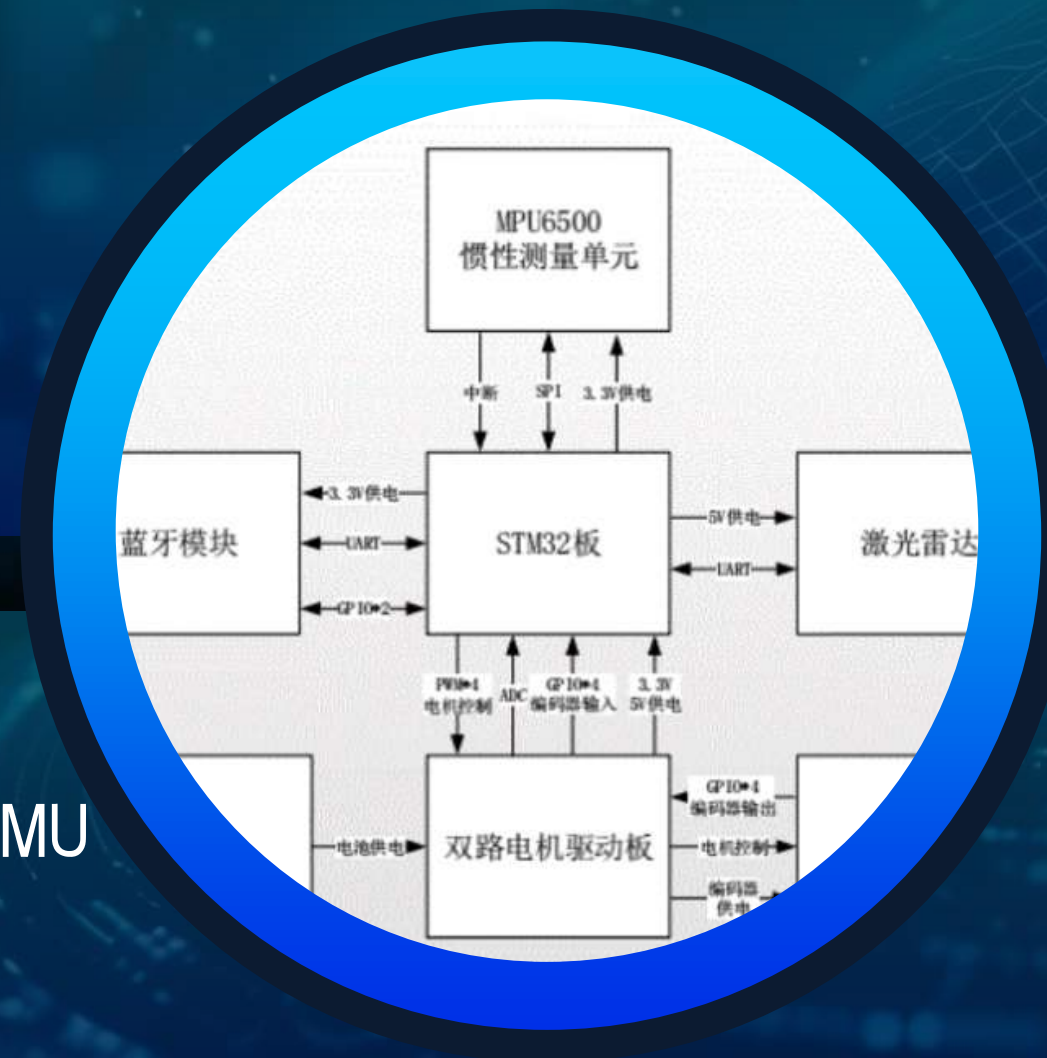 MPU6500
惯性测量单元
中断
SPI
3.3V供电
3.3V供电
UART
GPIO*2
蓝牙模块
STM32板
5V供电
UART
激光雷达
PWM*4
电机控制
ADC
GPIO*4
编码器输入
3.3V
5V供电
MU
电池供电
双路电机驱动板
GPIO*4
编码器输出
电机控制
编码器
供电